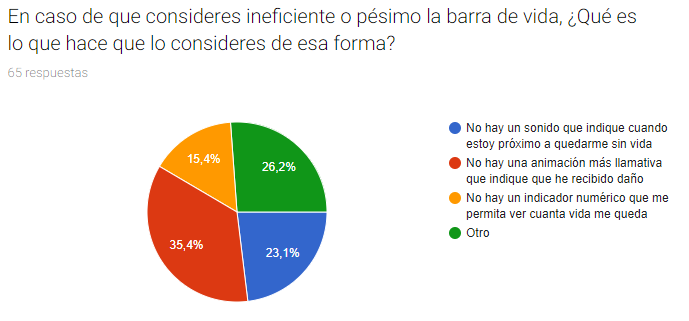 En caso de que consideres ineficiente o pésimo la barra de vida, ¿Qué es
lo que hace que lo consideres de esa forma?
65 respuestas
No hay un sonido que indique cuando
estoy próximo a quedarme sin vida
No hay una animación más llamativa
que indique que he recibido daño
No hay un indicador numérico que me
permita ver cuanta vida me queda
Otro
15,4%
26,2%
35,4%
23,1%